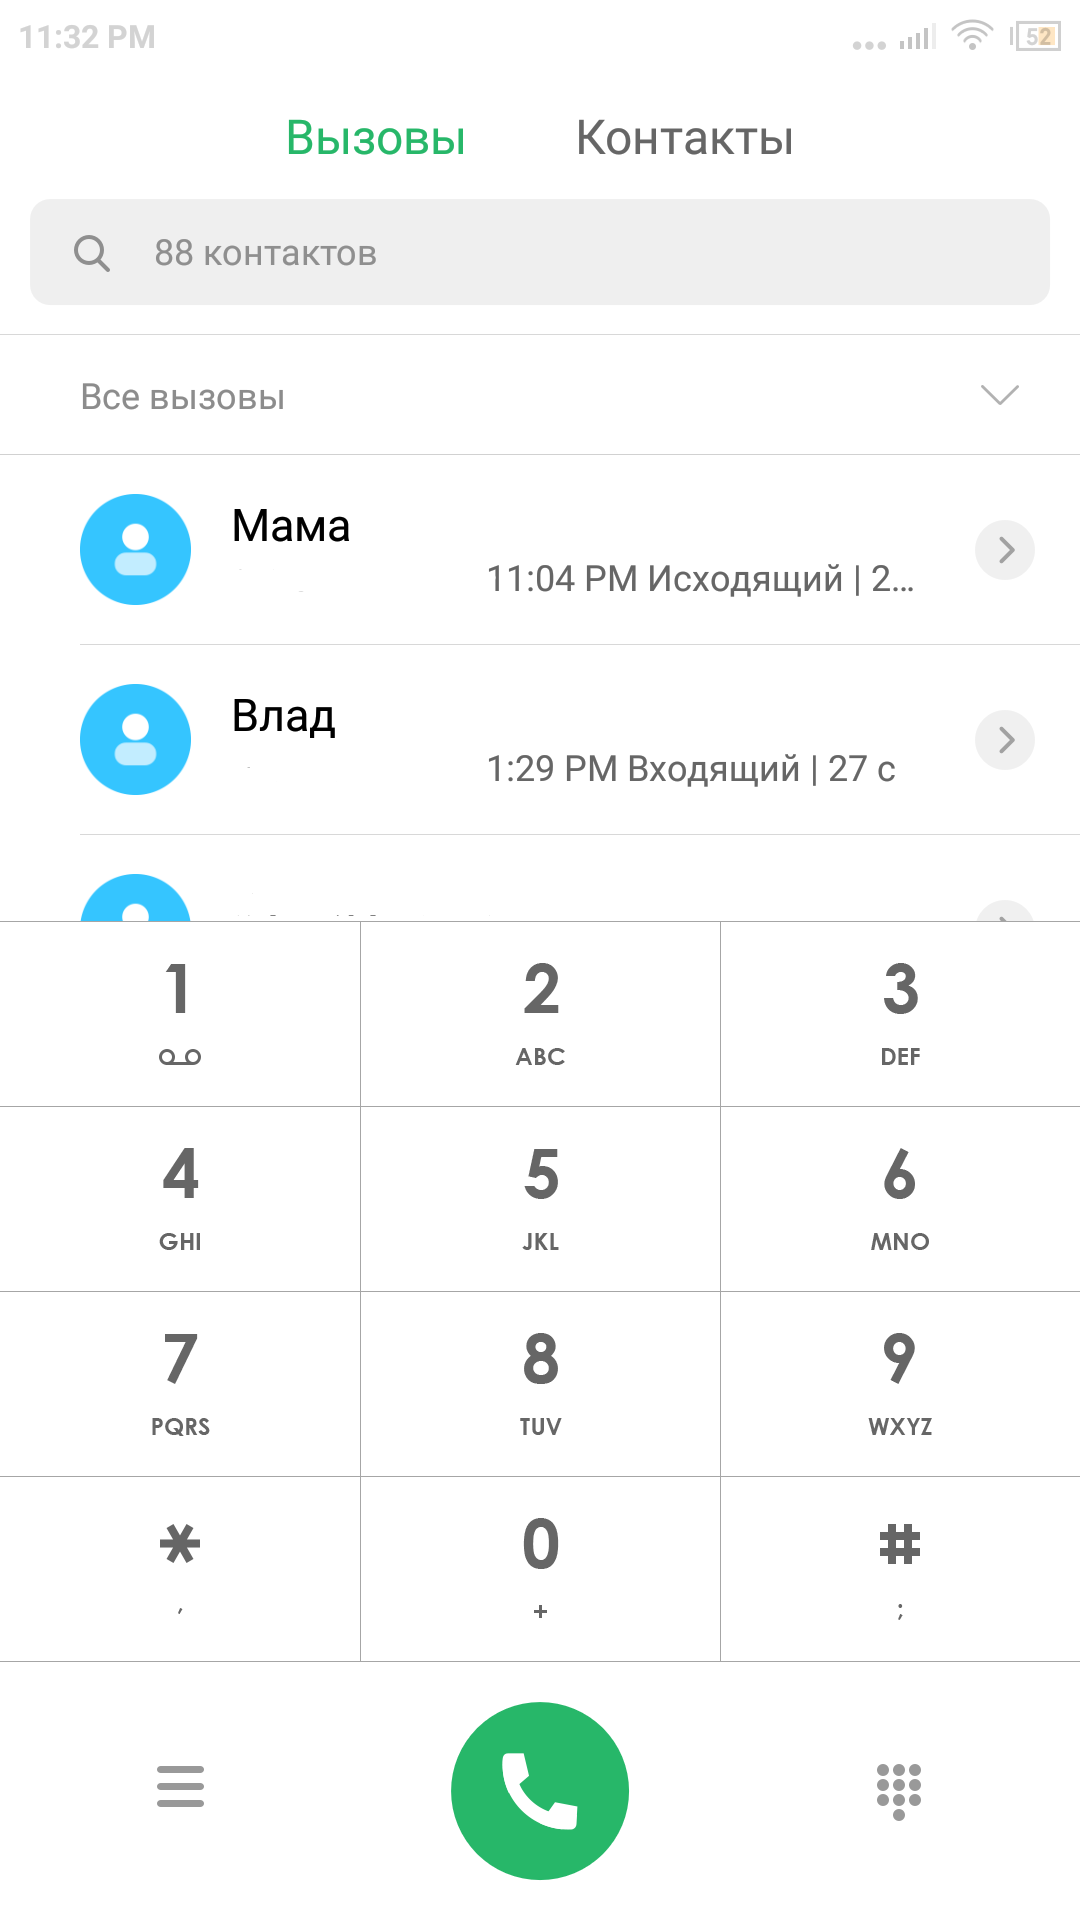 11:32 PM
52
Вызовы
Контакты
88 контактов
Все вызовы
Мама
11:04 PM Исходящий | 2...
Влад
1:29 PM Входящий | 27 с
1 2 3
ABC DEF
4 5 6
GHI JKL MNO
7 8 9
PQRS TUV WXYZ
* 0 #
, + ;